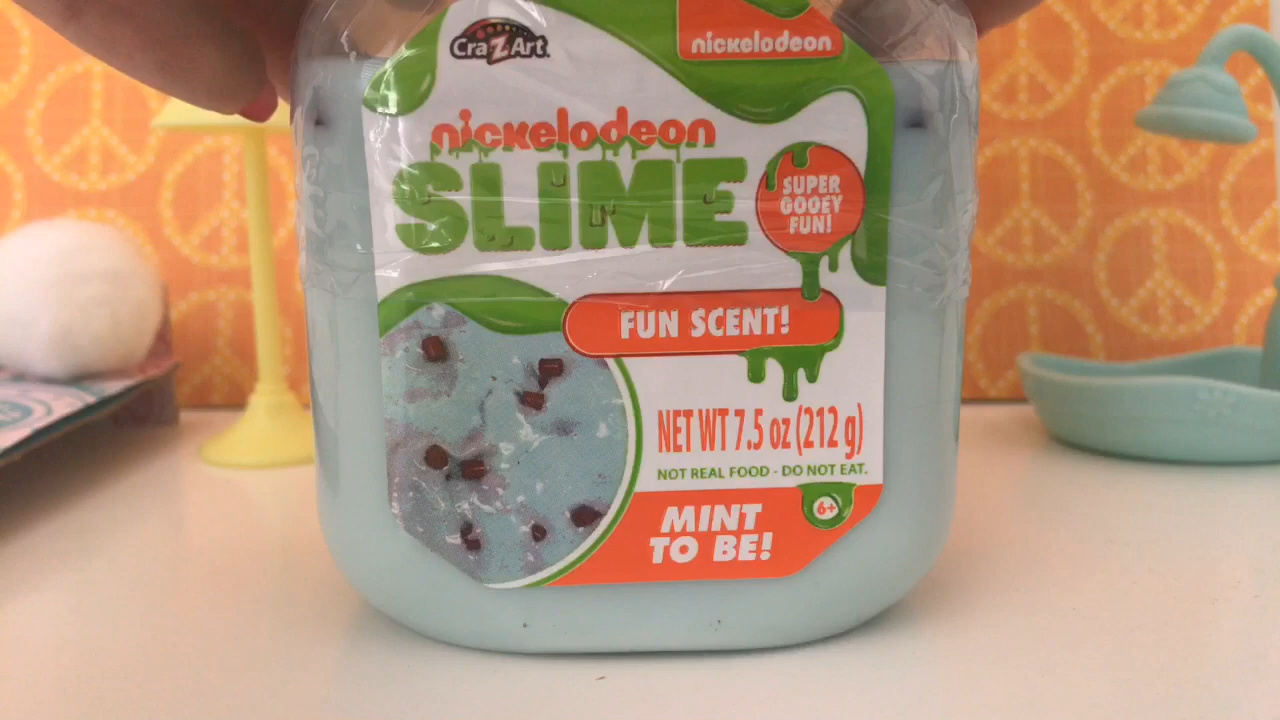 Cra Z Art
nickelodeon
nickelodeon
SLIME
SUPER
GOOEY
FUN!
FUN SCENT!
NET WT 7.5 oz (212 g)
NOT REAL FOOD - DO NOT EAT.
6+
MINT
TO BE!